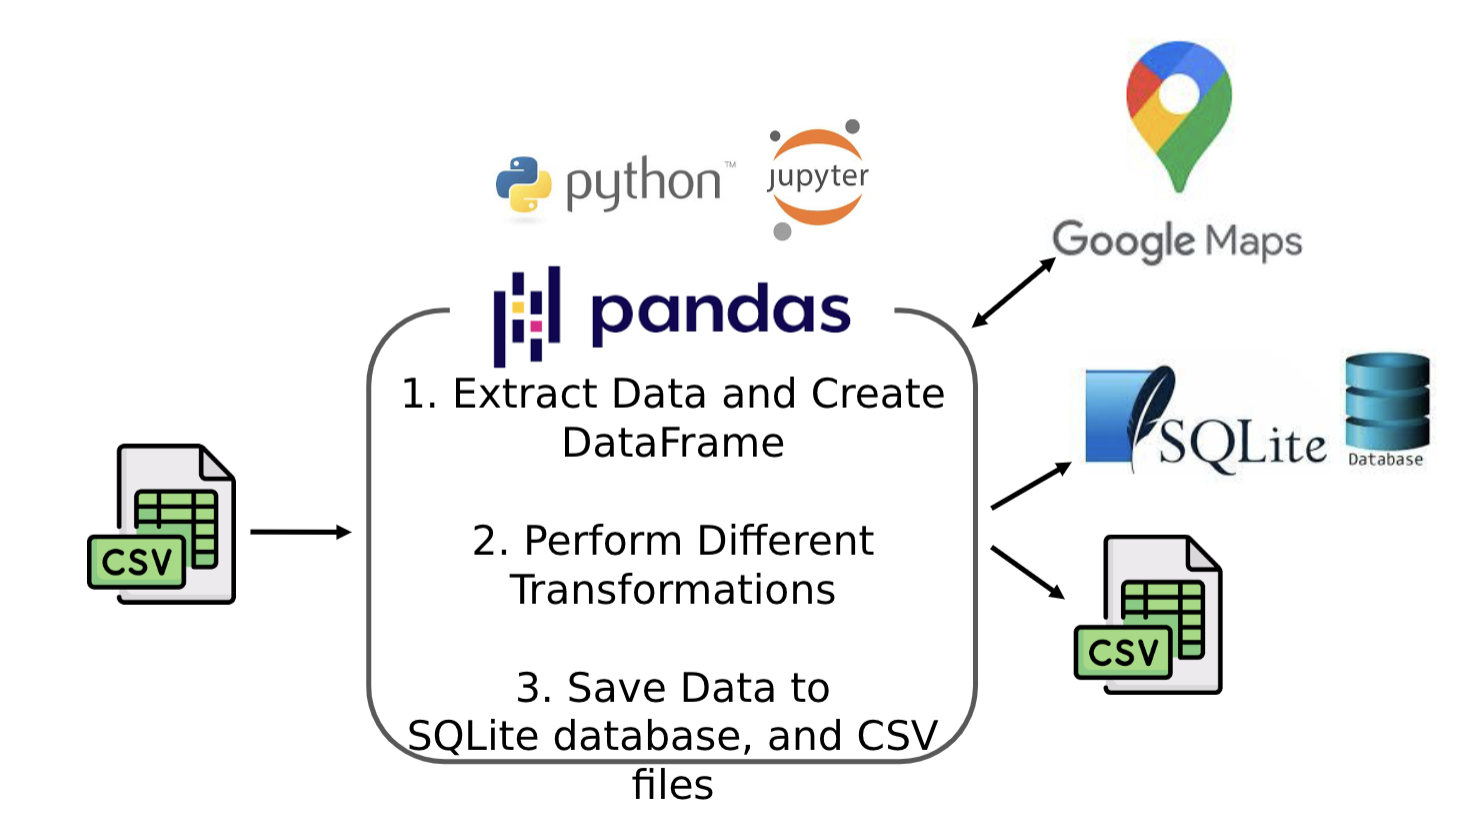 python™
jupyter
Google Maps
pandas
1. Extract Data and Create
DataFrame
SQLite
Database
CSV
2. Perform Different
Transformations
CSV
3. Save Data to
SQLite database, and CSV
files